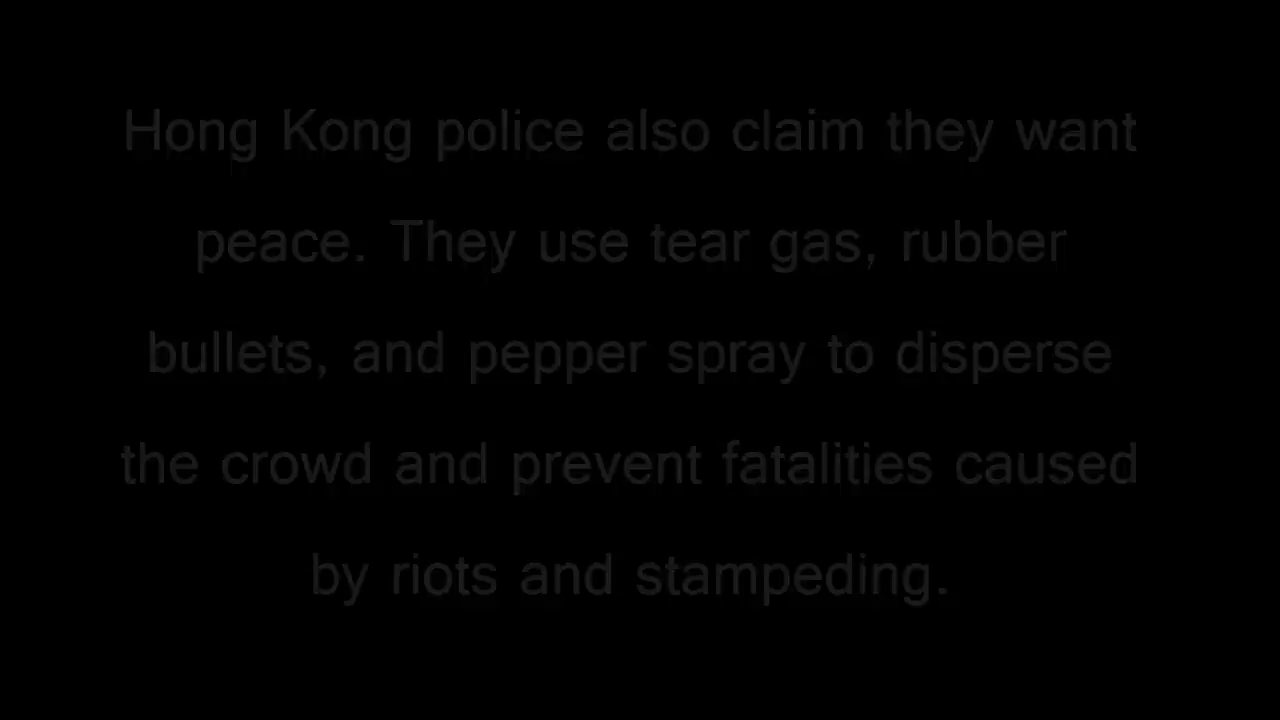 Hong Kong police also claim they want
peace. They use tear gas, rubber
bullets, and pepper spray to disperse
the crowd and prevent fatalities caused
by riots and stampeding.